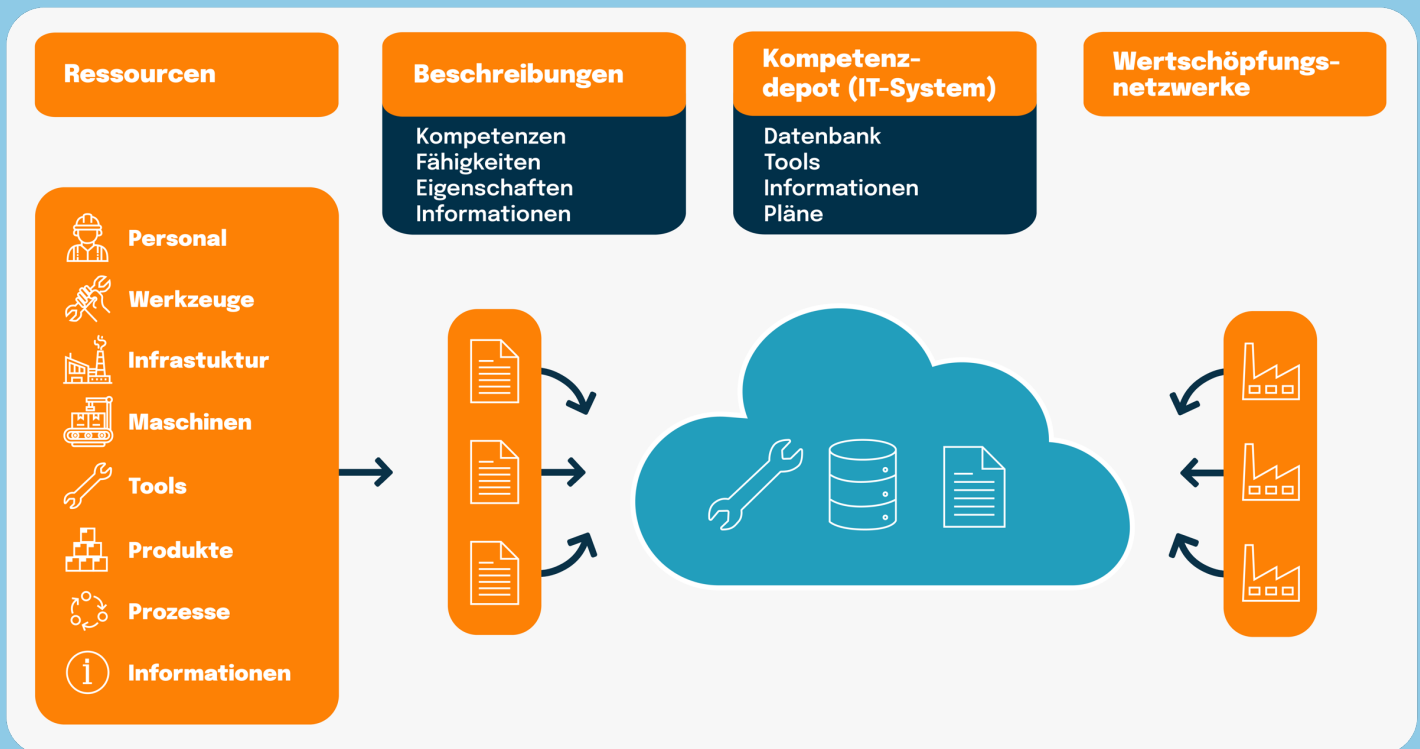 Ressourcen
Beschreibungen
Kompetenzen
Fähigkeiten
Eigenschaften
Informationen
Kompetenz-
depot (IT-System)
Datenbank
Tools
Informationen
Pläne
Wertschöpfungs-
netzwerke
Personal
Werkzeuge
Infrastuktur
Maschinen
Tools
Produkte
Prozesse
i Informationen